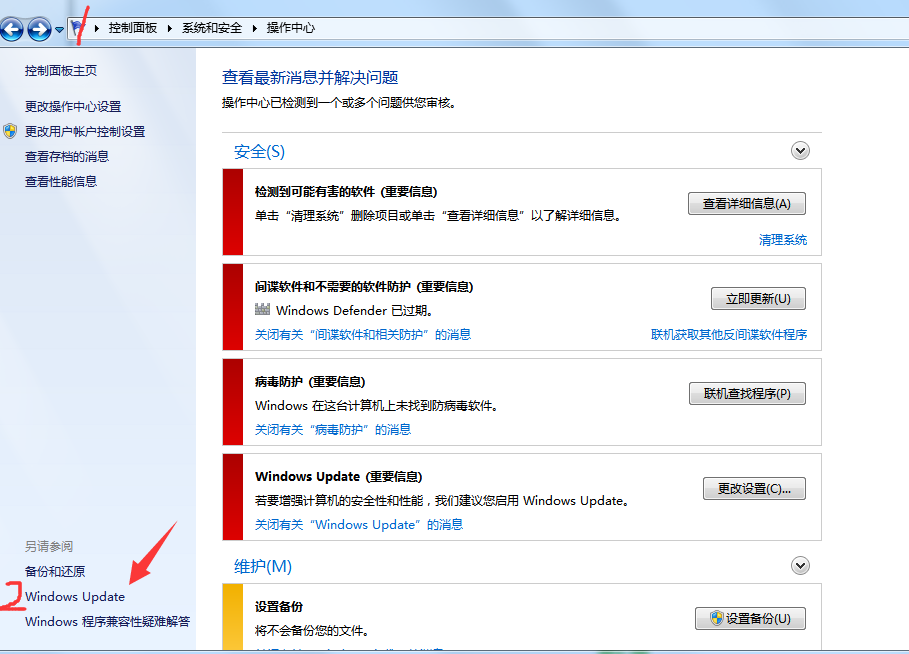 控制面板 ▸ 系统和安全 ▸ 操作中心
控制面板主页
更改操作中心设置
更改用户帐户控制设置
查看存档的消息
查看性能信息
另请参阅
备份和还原
2
Windows Update
Windows 程序兼容性疑难解答
查看最新消息并解决问题
操作中心已检测到一个或多个问题供您审核。
安全(S)
检测到可能有害的软件 (重要信息)
单击“清理系统”删除项目或单击“查看详细信息”以了解详细信息。
查看详细信息(A)
清理系统
间谍软件和不需要的软件防护 (重要信息)
Windows Defender 已过期。
立即更新(U)
关闭有关“间谍软件和相关防护”的消息
联机获取其他反间谍软件程序
病毒防护 (重要信息)
Windows 在这台计算机上未找到防病毒软件。
联机查找程序(P)
关闭有关“病毒防护”的消息
Windows Update (重要信息)
若要增强计算机的安全性和性能，我们建议您启用 Windows Update。
更改设置(C)...
关闭有关“Windows Update”的消息
维护(M)
设置备份
将不会备份您的文件。
设置备份(U)